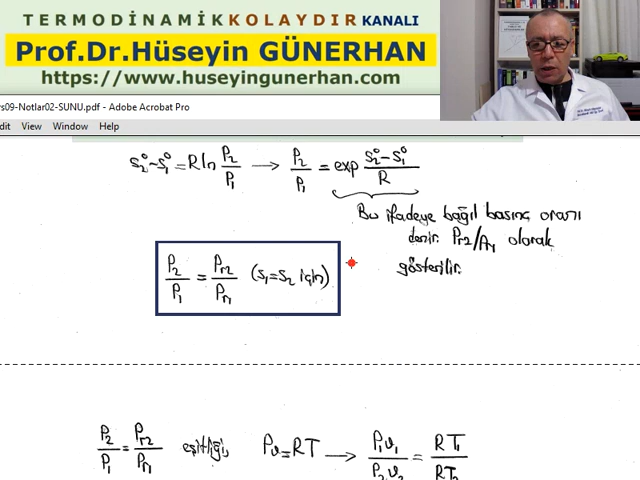 TERMODİNAMİK KOLAYDIR KANALI
Prof.Dr.Hüseyin GÜNERHAN
https://www.huseyingunerhan.com
rs09-Notlar02-SUNU.pdf - Adobe Acrobat Pro
dit View Window Help
s₂° - s₁° = R ln P₂/P₁ → P₂/P₁ = exp (s₂° - s₁°)/R
Bu ifadeye bağıl basınç oranı
denir. Pr2/Pr1 olarak
gösterilir.
P₂/P₁ = Pr2/Pr1 (s₁=s₂ için)
P₂/P₁ = Pr2/Pr1 eşitliği, Pv=RT → P₁v₁/P₂v₂ = RT₁/RT₂